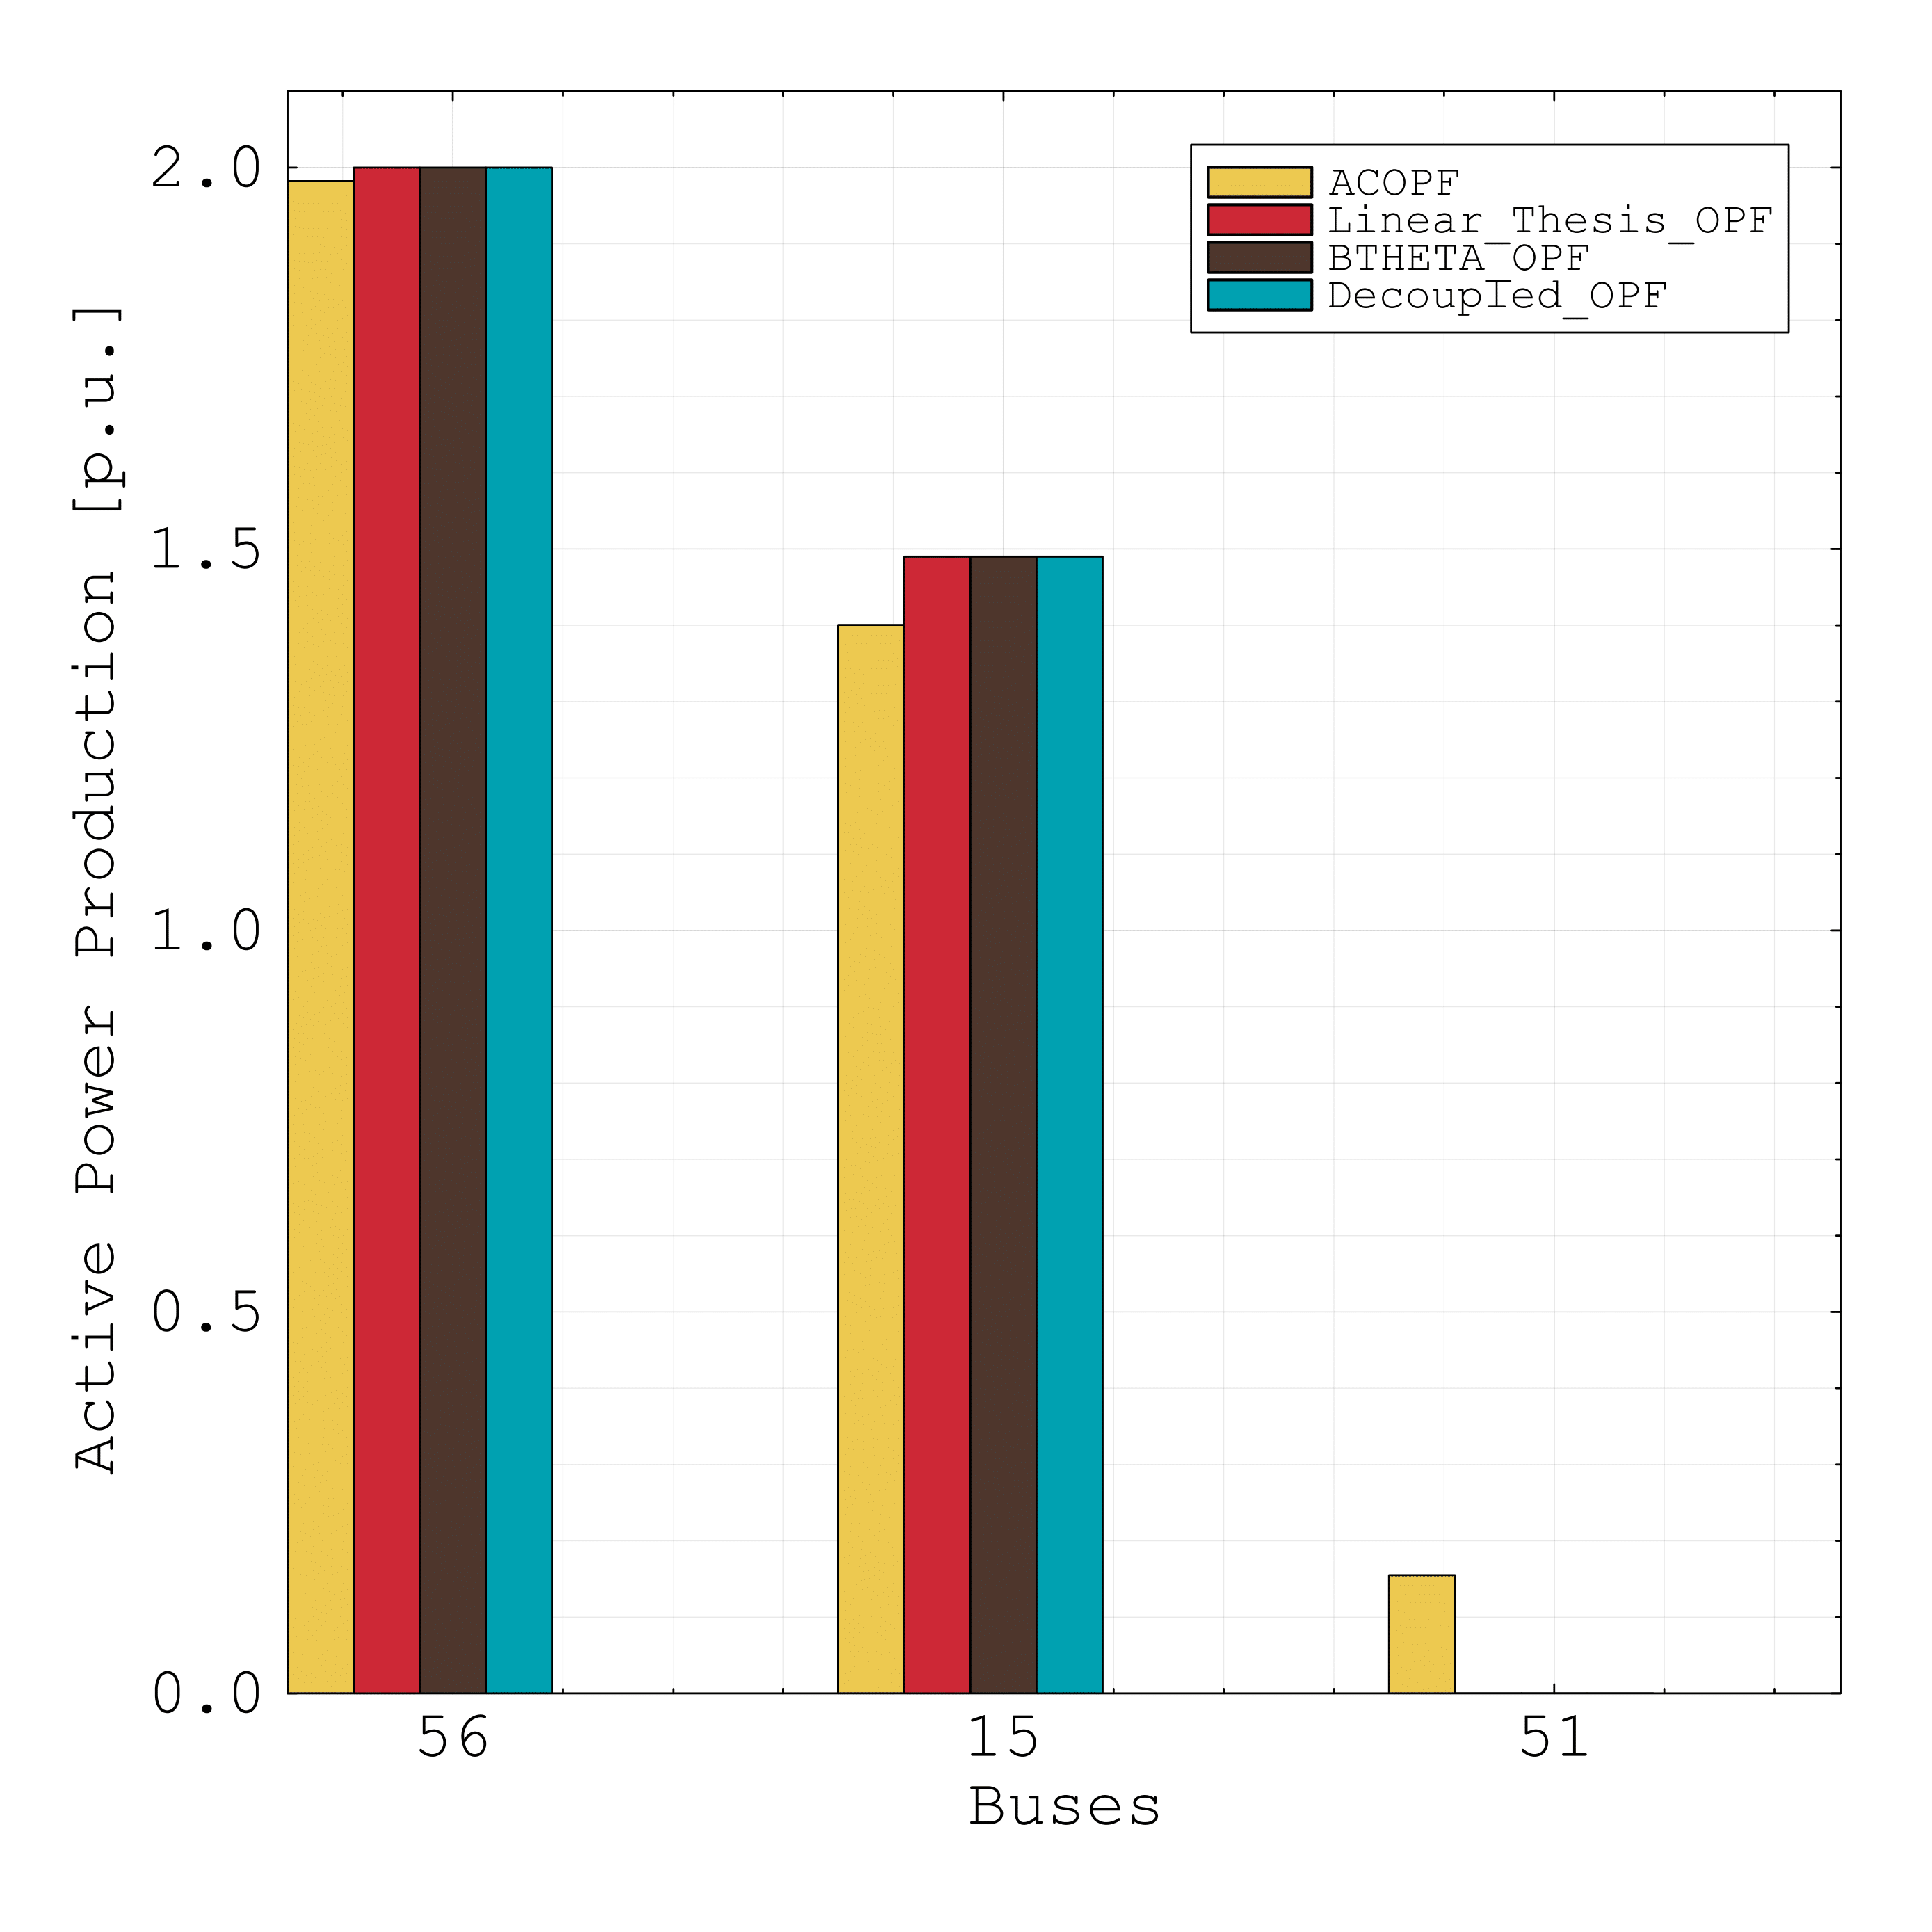 Active Power Production [p.u.]
2.0
1.5
1.0
0.5
0.0
ACOPF
Linear_Thesis_OPF
BTHETA_OPF
Decoupled_OPF
56 15 51
Buses